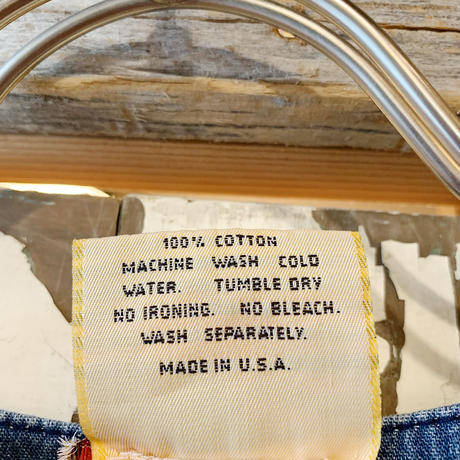 100% COTTON
MACHINE WASH COLD
WATER. TUMBLE DRY
NO IRONING. NO BLEACH.
WASH SEPARATELY.
MADE IN U.S.A.